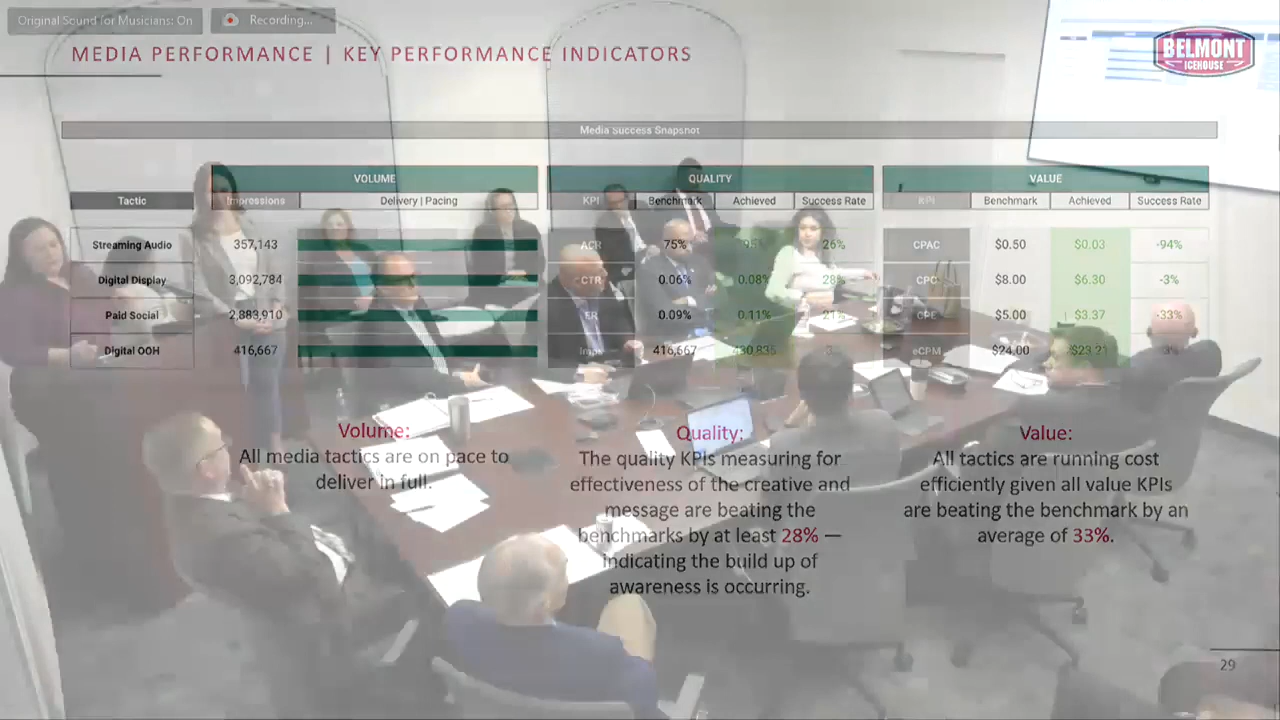 Original Sound for Musicians: On
Recording...
MEDIA PERFORMANCE | KEY PERFORMANCE INDICATORS
BELMONT
ICEHOUSE
Media Success Snapshot
VOLUME QUALITY VALUE
Tactic Impressions Delivery | Pacing KPI Benchmark Achieved Success Rate KPI Benchmark Achieved Success Rate
Streaming Audio 357,143 ACR 75% 26% CPAC $0.50 $0.03 -94%
Digital Display 3,092,784 CTR 0.06% 0.08% 28% CPC $8.00 $6.30 -3%
Paid Social 2,883,910 ER 0.09% 0.11% 21% CPE $5.00 $3.37 -33%
Digital OOH 416,667 Imps 416,667 430,835 eCPM $24.00 $23.21
Volume:
All media tactics are on pace to
deliver in full.
Quality:
The quality KPIs measuring for
effectiveness of the creative and
message are beating the
benchmarks by at least 28% —
indicating the build up of
awareness is occurring.
Value:
All tactics are running cost
efficiently given all value KPIs
are beating the benchmark by an
average of 33%.
29